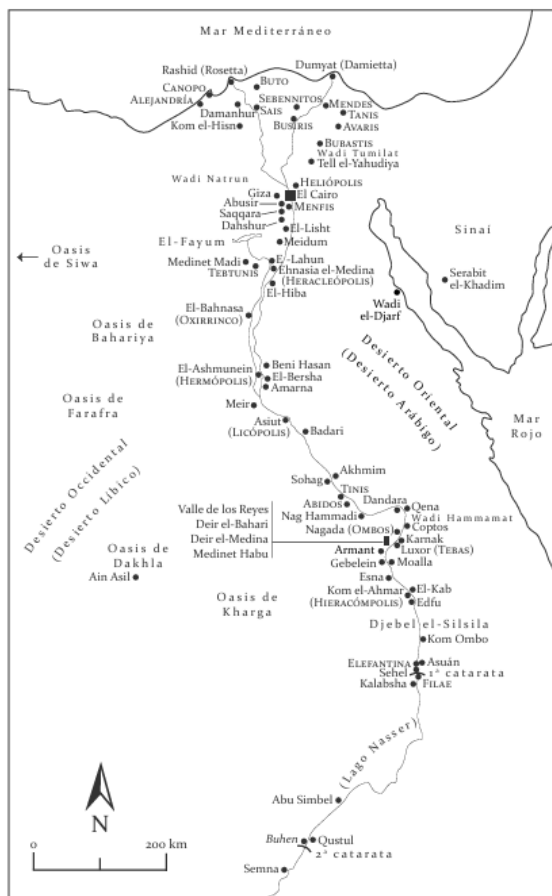 Mar Mediterráneo
Dumyat (Damietta)
Rashid (Rosetta)
Buto
Canopo
Alejandría
Sebennitos
Mendes
Damanhur
Sais
Tanis
Kom el-Hisn
Busiris
Avaris
Bubastis
Wadi Tumilat
Tell el-Yahudiya
Wadi Natrun
Heliópolis
Giza
El Cairo
Abusir
Menfis
Saqqara
Dahshur
El-Lisht
El-Fayum
Meidum
Sinaí
Oasis
de Siwa
Medinet Madi
El-Lahun
Tebtunis
Ehnasia el-Medina
(Heracleópolis)
El-Hiba
Serabit
el-Khadim
Wadi
el-Djarf
El-Bahnasa
(Oxirrinco)
Oasis de
Bahariya
Desierto Oriental
(Desierto Arábigo)
Beni Hasan
El-Ashmunein
(Hermópolis)
El-Bersha
Amarna
Oasis de
Farafra
Meir
Asiut
(Licópolis)
Badari
Mar
Rojo
Desierto Occidental
(Desierto Líbico)
Akhmim
Sohag
Tinis
Abidos
Dandara
Qena
Nag Hammadi
Wadi Hammamat
Valle de los Reyes
Deir el-Bahari
Deir el-Medina
Medinet Habu
Nagada (Ombos)
Coptos
Karnak
Luxor (Tebas)
Armant
Gebelein
Moalla
Oasis de
Dakhla
Ain Asil
Esna
Oasis de
Kharga
Kom el-Ahmar
(Hieracómpolis)
El-Kab
Edfu
Djebel el-Silsila
Kom Ombo
Elefantina
Asuán
Sehel
1ª catarata
Kalabsha
Filae
(Lago Nasser)
Abu Simbel
N
0
200 km
Buhen
Qustul
2ª catarata
Semna